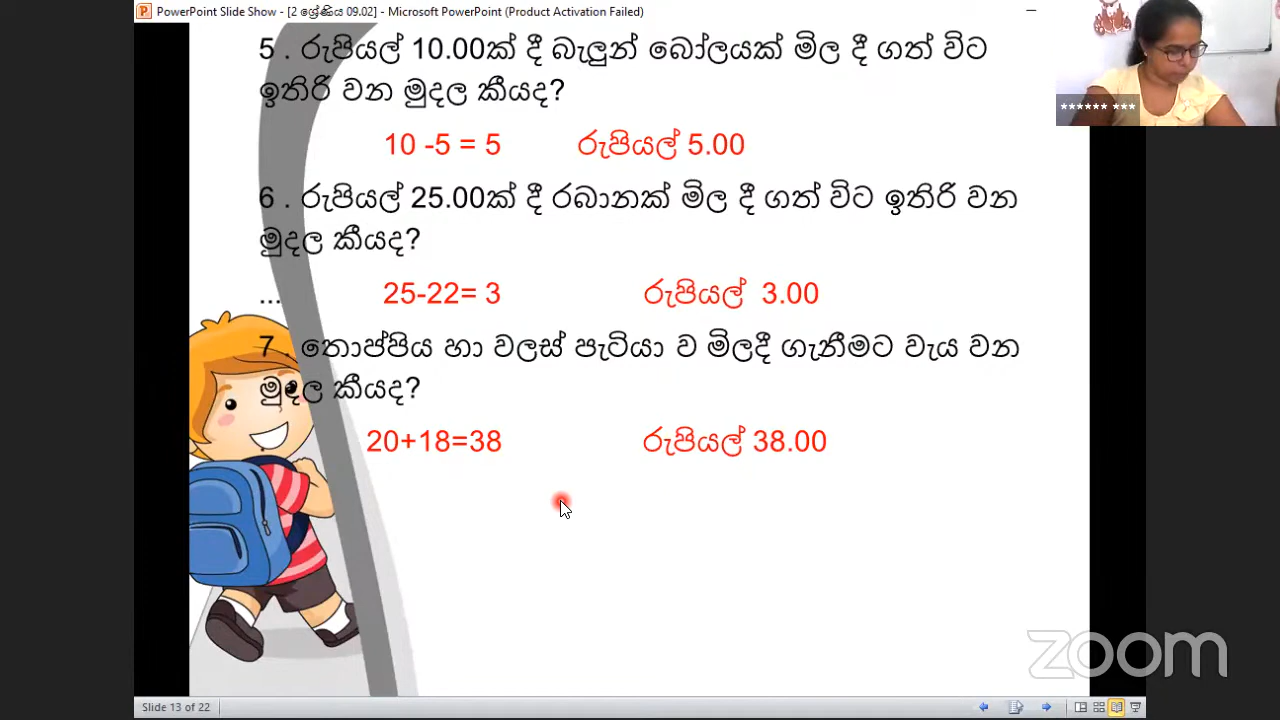 PowerPoint Slide Show - [2 ශ්‍රේණිය 09.02] - Microsoft PowerPoint (Product Activation Failed)
5 . රුපියල් 10.00ක් දී බැලුන් බෝලයක් මිල දී ගත් විට
ඉතිරි වන මුදල කීයද?
10 -5 = 5 රුපියල් 5.00
6 . රුපියල් 25.00ක් දී රබානක් මිල දී ගත් විට ඉතිරි වන
මුදල කීයද?
... 25-22= 3 රුපියල් 3.00
7 . තොප්පිය හා වලස් පැටියා ව මිලදී ගැනීමට වැය වන
මුදල කීයද?
20+18=38 රුපියල් 38.00
****** ***
zoom
Slide 13 of 22